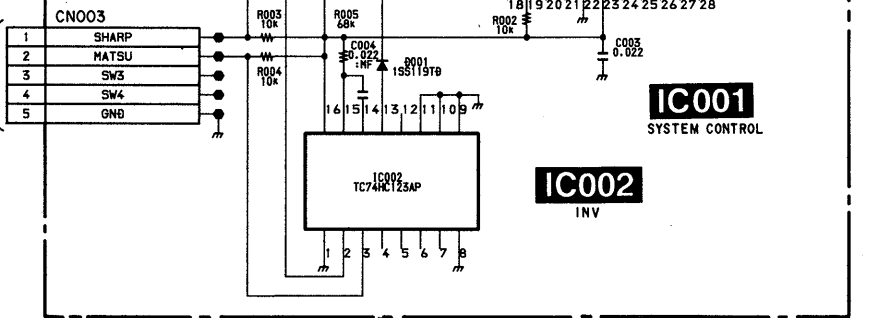 18 19 20 21 22 23 24 25 26 27 28
CN003
R003
10k
R005
68k
R002
10k
1 SHARP
2 MATSU
3 SW3
4 SW4
5 GND
R004
10k
C004
0.022
:MF
D001
1SS119TD
C003
0.022
16 15 14 13 12 11 10 9
IC001
SYSTEM CONTROL
IC002
TC74HC123AP
IC002
INV
1 2 3 4 5 6 7 8